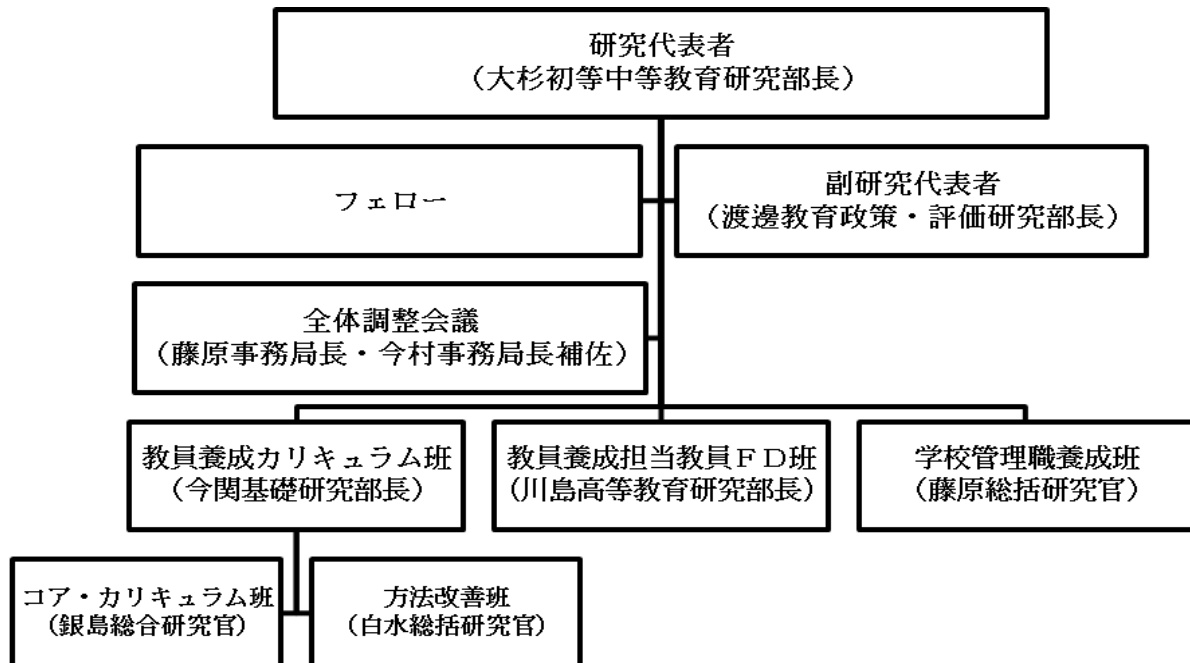 研究代表者
（大杉初等中等教育研究部長）
フェロー
副研究代表者
（渡邊教育政策・評価研究部長）
全体調整会議
（藤原事務局長・今村事務局長補佐）
教員養成カリキュラム班
（今関基礎研究部長）
教員養成担当教員ＦＤ班
（川島高等教育研究部長）
学校管理職養成班
（藤原総括研究官）
コア・カリキュラム班
（銀島総合研究官）
方法改善班
（白水総括研究官）